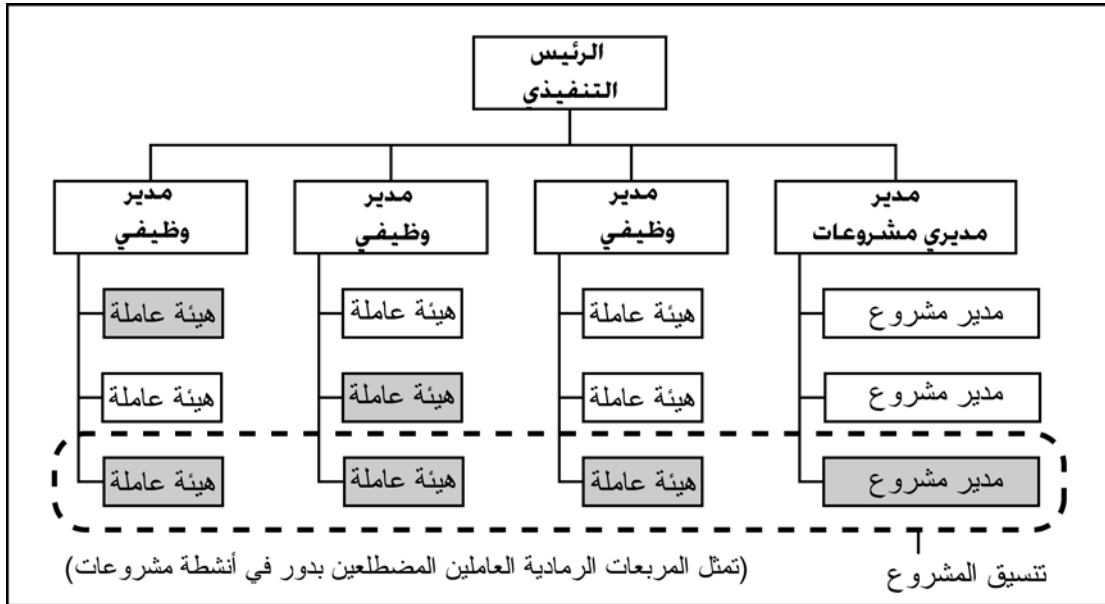 الرئيس
التنفيذي
مدير
مديري مشروعات
مدير
وظيفي
مدير
وظيفي
مدير
وظيفي
مدير مشروع
هيئة عاملة
هيئة عاملة
هيئة عاملة
مدير مشروع
هيئة عاملة
هيئة عاملة
هيئة عاملة
مدير مشروع
هيئة عاملة
هيئة عاملة
هيئة عاملة
تنسيق المشروع
(تمثل المربعات الرمادية العاملين المضطلعين بدور في أنشطة مشروعات)